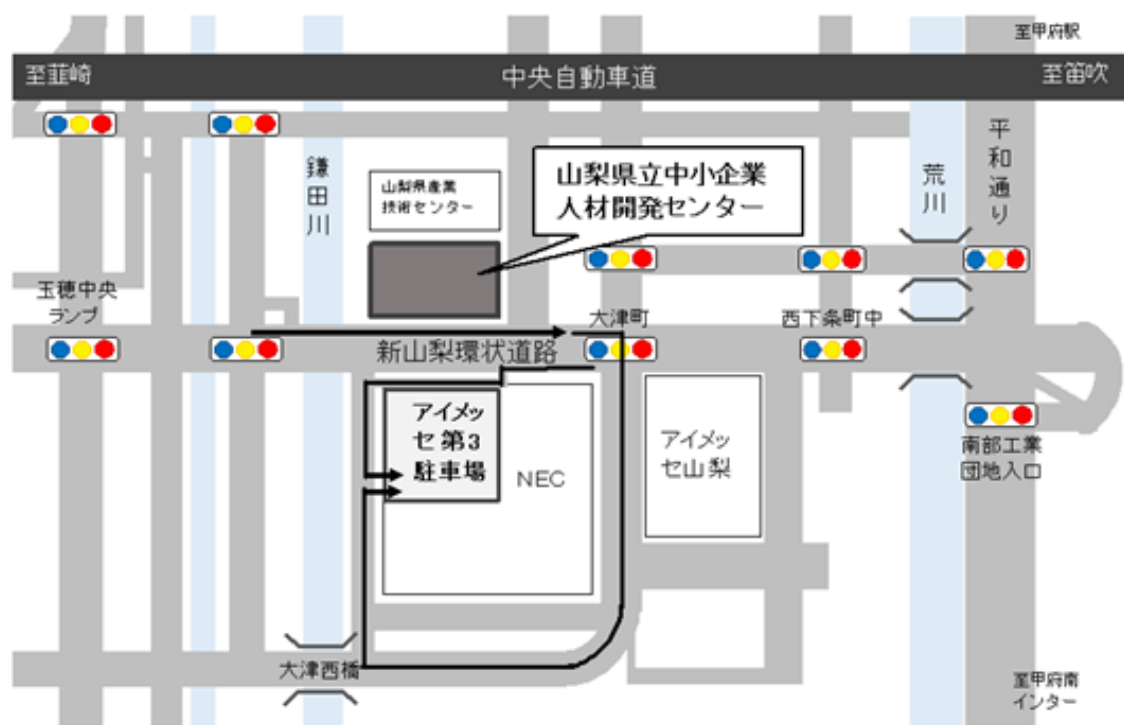 至甲府駅
至韮崎
中央自動車道
至笛吹
平和通り
荒川
鎌田川
山梨県産業
技術センター
山梨県立中小企業
人材開発センター
玉穂中央
ランプ
大津町
西下条町中
新山梨環状道路
アイメッ
セ第3
駐車場
NEC
アイメッ
セ山梨
南部工業
団地入口
大津西橋
至甲府南
インター